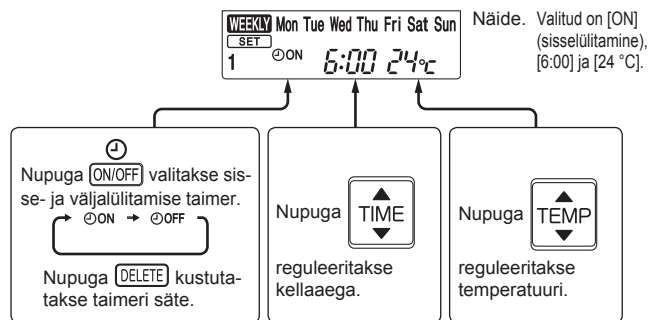 WEEKLY Mon Tue Wed Thu Fri Sat Sun
SET
1 ON 6:00 24°C
Näide. Valitud on [ON]
(sisselülitamine),
[6:00] ja [24 °C].
Nupuga ON/OFF valitakse sis-
se- ja väljalülitamise taimer.
ON → OFF
Nupuga DELETE kustuta-
takse taimeri säte.
Nupuga TIME
reguleeritakse
kellaaega.
Nupuga TEMP
reguleeritakse
temperatuuri.